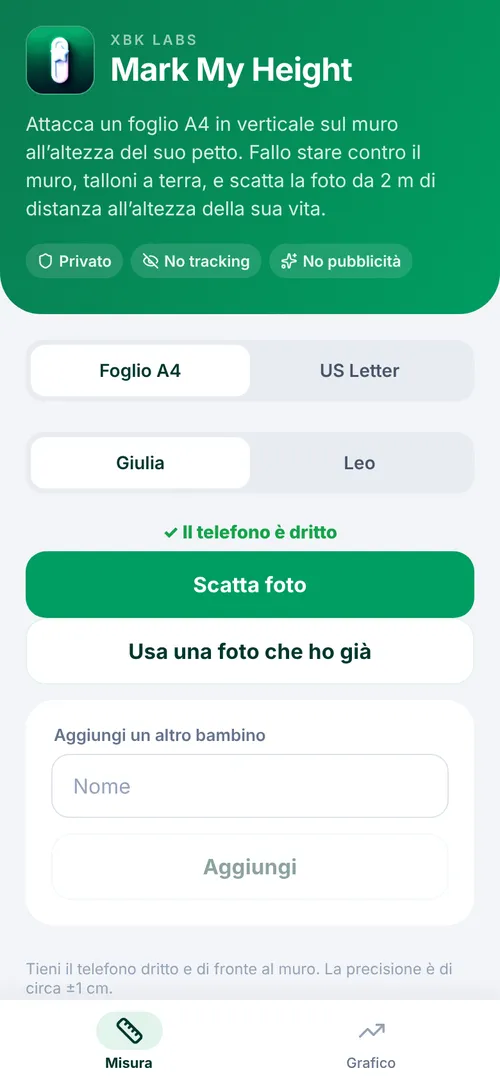 XBK LABS
Mark My Height
Attacca un foglio A4 in verticale sul muro
all’altezza del suo petto. Fallo stare contro il
muro, talloni a terra, e scatta la foto da 2 m di
distanza all’altezza della sua vita.
Privato
No tracking
No pubblicità
Foglio A4
US Letter
Giulia
Leo
✓ Il telefono è dritto
Scatta foto
Usa una foto che ho già
Aggiungi un altro bambino
Nome
Aggiungi
Tieni il telefono dritto e di fronte al muro. La precisione è di
circa ±1 cm.
Misura
Grafico